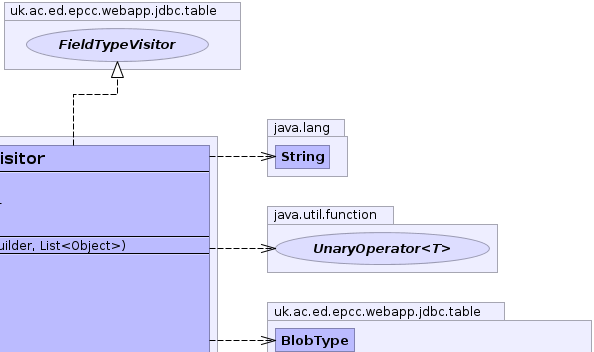 uk.ac.ed.epcc.webapp.jdbc.table
FieldTypeVisitor
java.lang
isitor
String
java.util.function
uilder, List<Object>)
UnaryOperator<T>
uk.ac.ed.epcc.webapp.jdbc.table
BlobType